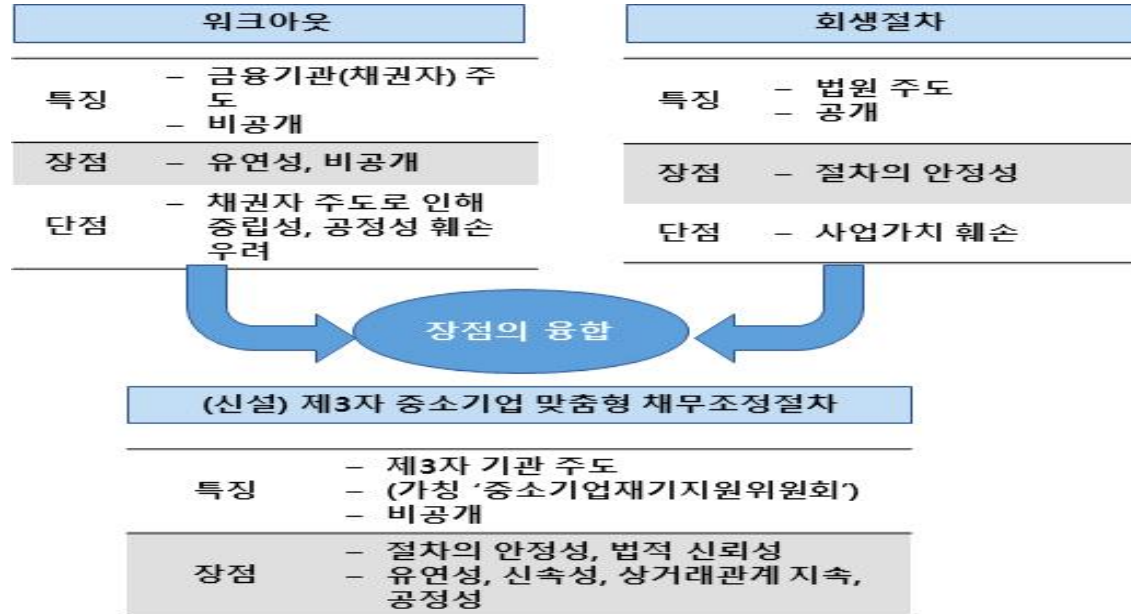 워크아웃
특징
– 금융기관(채권자) 주
도
– 비공개
장점
– 유연성, 비공개
단점
– 채권자 주도로 인해
중립성, 공정성 훼손
우려
회생절차
특징
– 법원 주도
– 공개
장점
– 절차의 안정성
단점
– 사업가치 훼손
장점의 융합
(신설) 제3자 중소기업 맞춤형 채무조정절차
특징
– 제3자 기관 주도
– (가칭 ‘중소기업재기지원위원회’)
– 비공개
장점
– 절차의 안정성, 법적 신뢰성
– 유연성, 신속성, 상거래관계 지속,
공정성